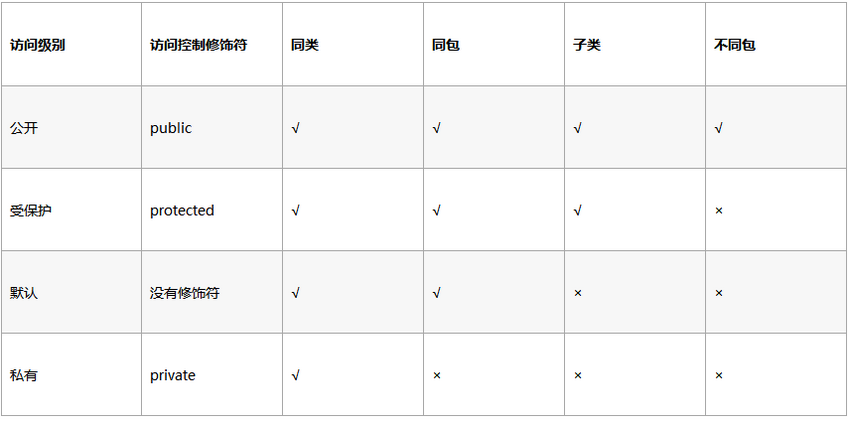 访问级别 访问控制修饰符 同类 同包 子类 不同包
公开 public √ √ √ √
受保护 protected √ √ √ ×
默认 没有修饰符 √ √ × ×
私有 private √ × × ×